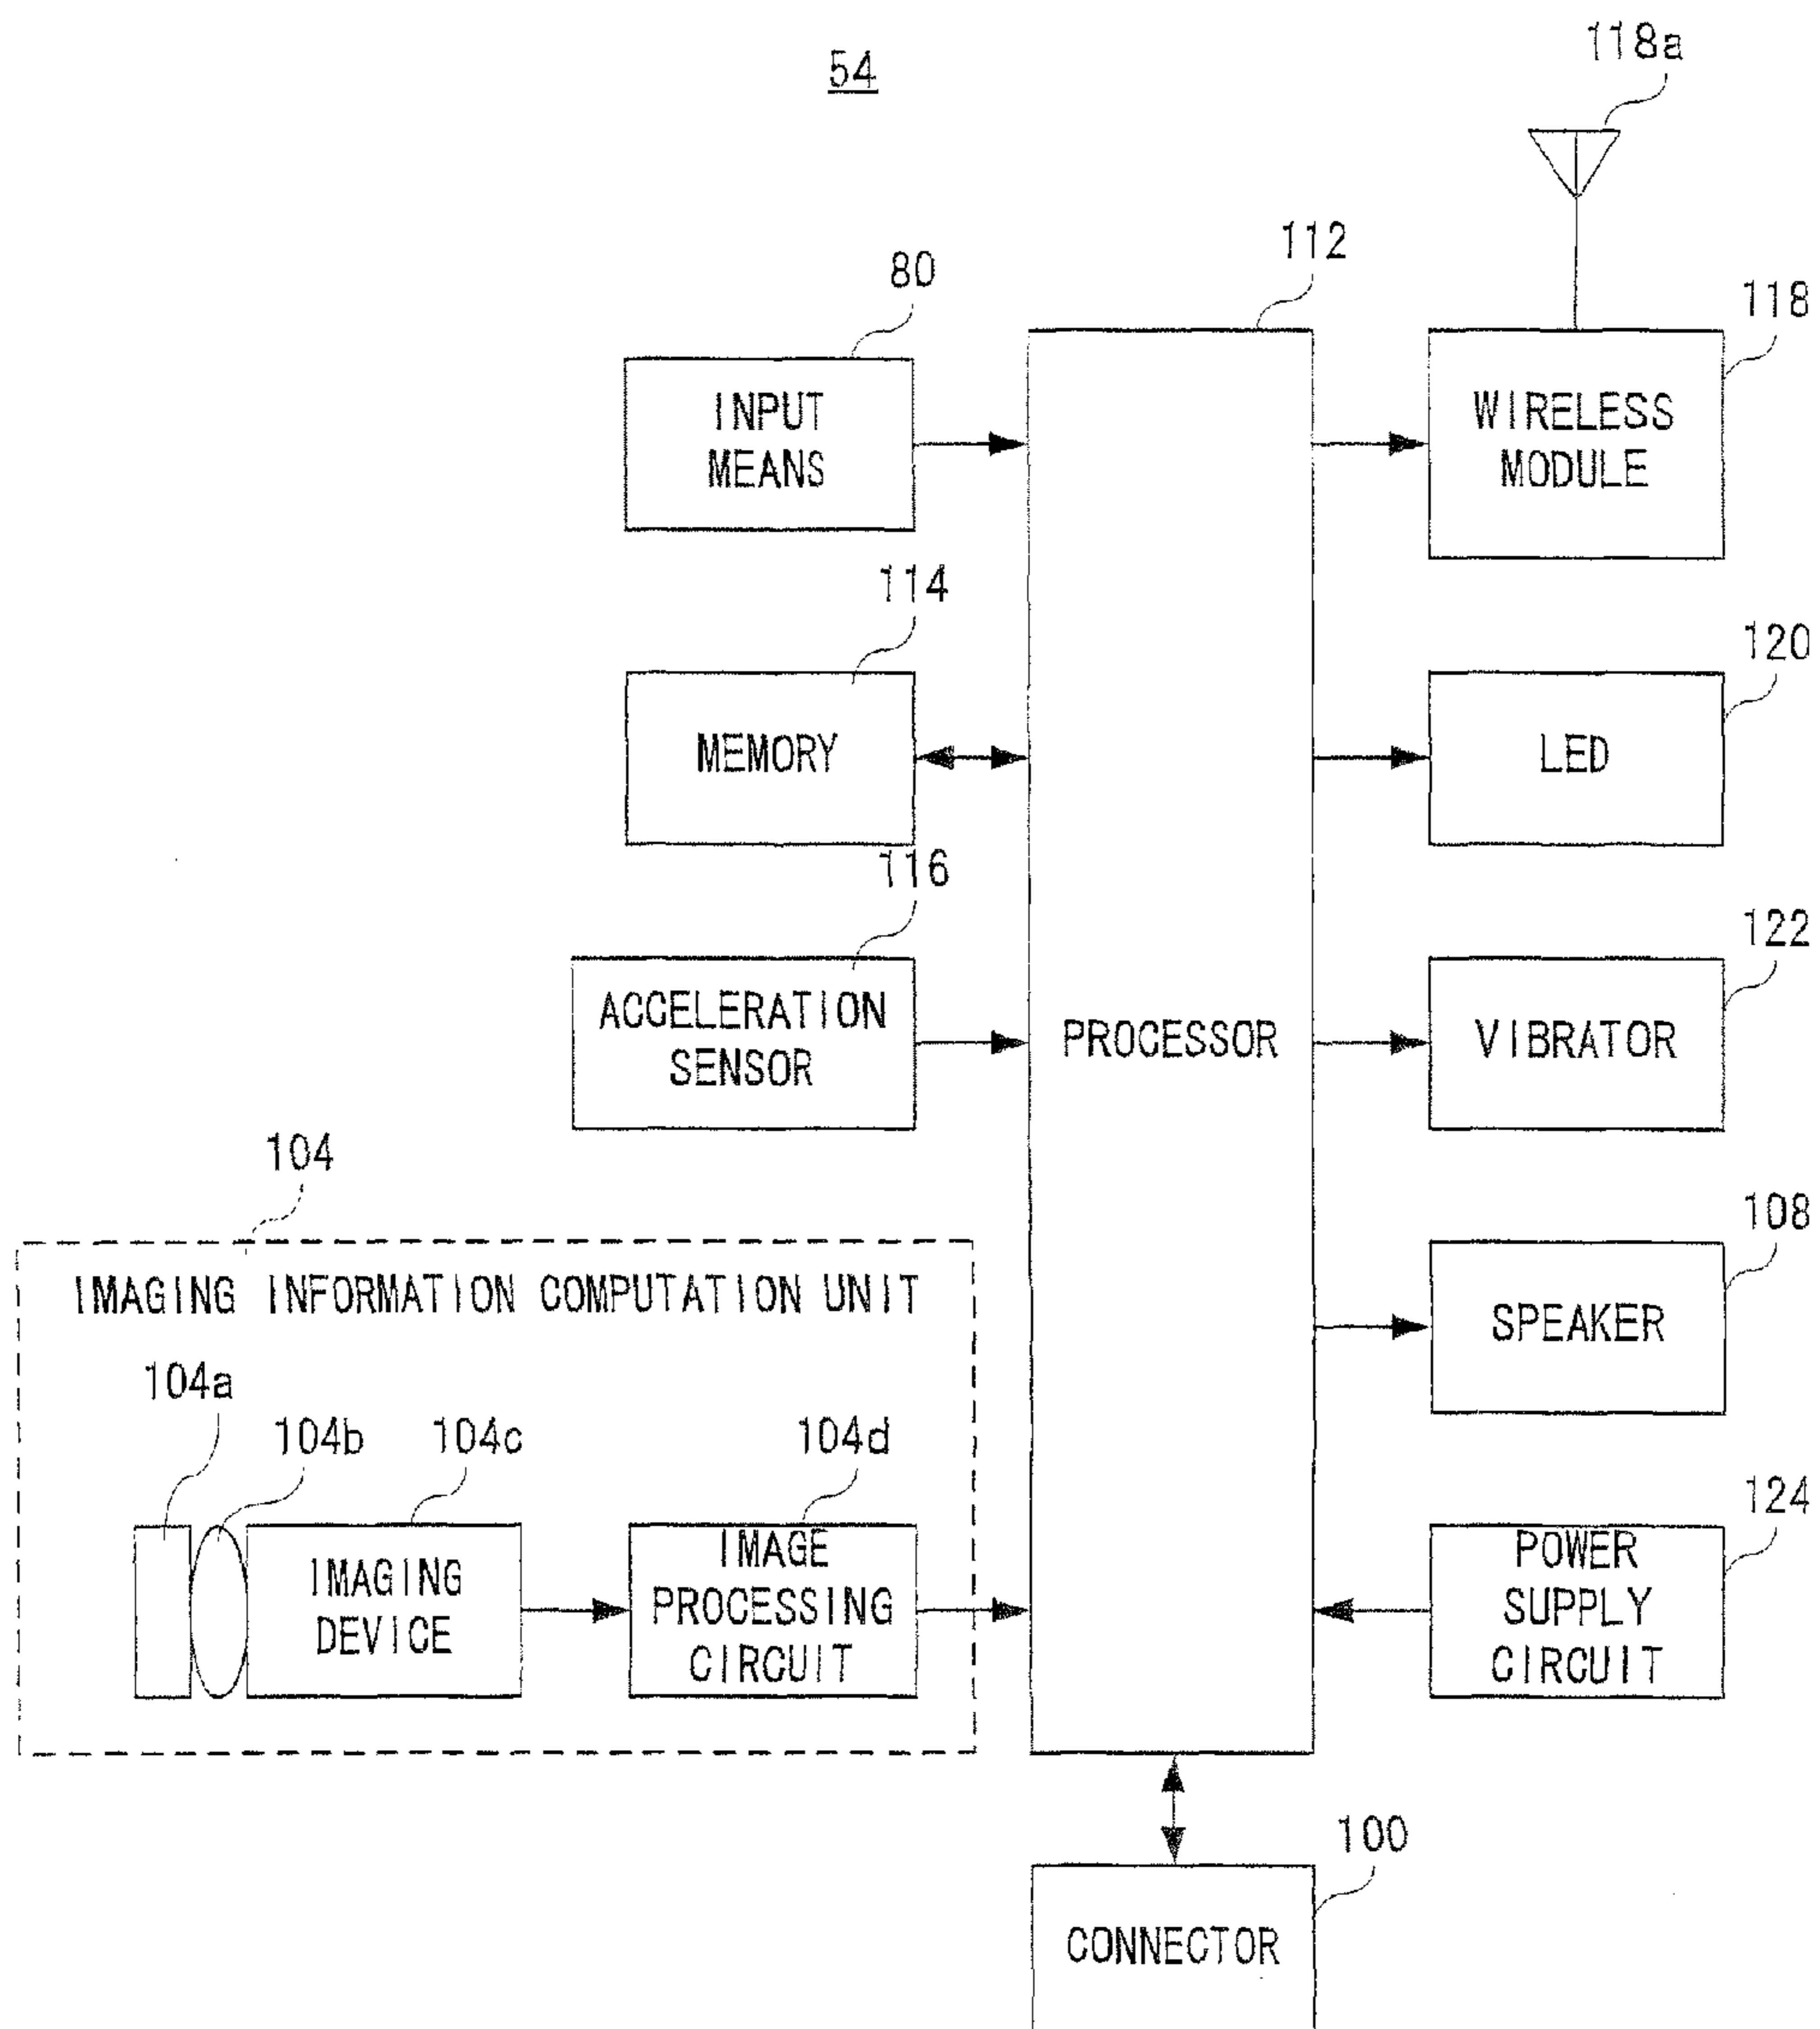 54
118a
112
80
118
INPUT
MEANS
WIRELESS
MODULE
114
120
MEMORY
LED
116
122
ACCELERATION
SENSOR
PROCESSOR
VIBRATOR
104
108
IMAGING INFORMATION COMPUTATION UNIT
SPEAKER
104a
104b
104c
104d
124
IMAGING
DEVICE
IMAGE
PROCESSING
CIRCUIT
POWER
SUPPLY
CIRCUIT
100
CONNECTOR